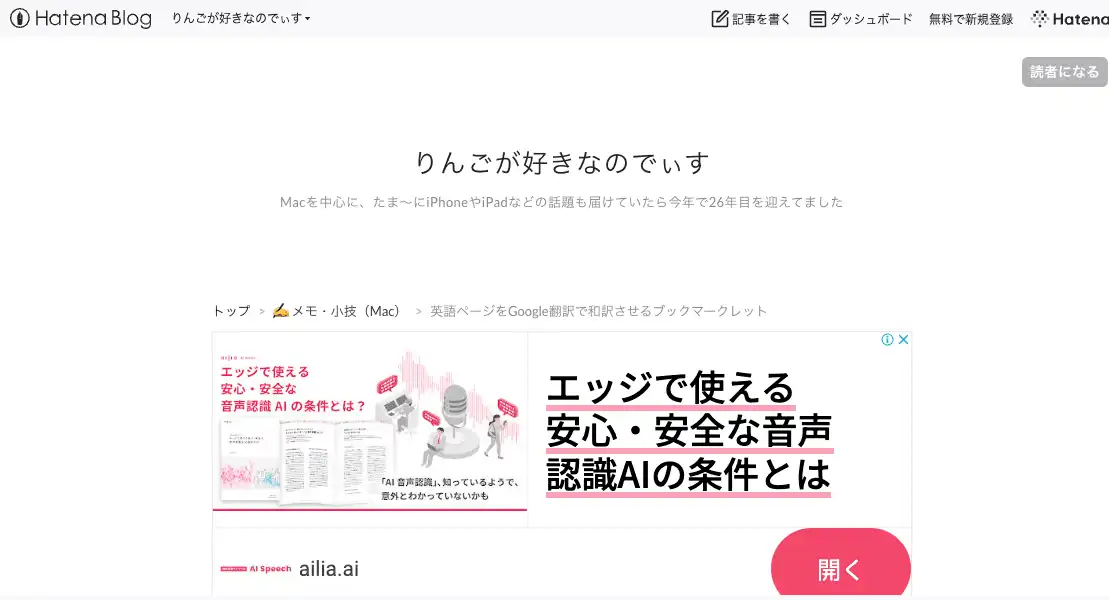 Hatena Blog
りんごが好きなのでぃす
記事を書く
ダッシュボード
無料で新規登録
Hatena
読者になる
りんごが好きなのでぃす
Macを中心に、たま〜にiPhoneやiPadなどの話題も届けていたら今年で26年目を迎えてました
トップ > ✍️メモ・小技（Mac） > 英語ページをGoogle翻訳で和訳させるブックマークレット
エッジで使える
安心・安全な
音声認識 AI の条件とは？
「AI 音声認識」、知っているようで、
意外とわかっていないかも
エッジで使える
安心・安全な音声
認識AIの条件とは
AI Speech
ailia.ai
開く